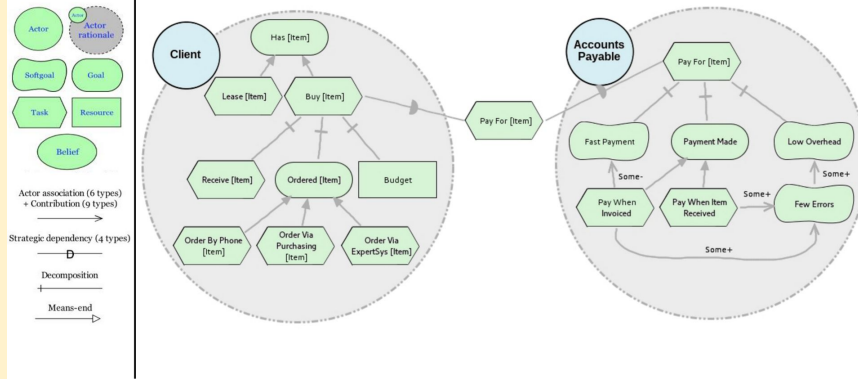 Actor
Actor
Actor
rationale
Softgoal
Goal
Task
Resource
Belief
Actor association (6 types)
+ Contribution (9 types)
Strategic dependency (4 types)
D
Decomposition
Means-end
Client
Has [Item]
Lease [Item]
Buy [Item]
Receive [Item]
Ordered [Item]
Budget
Order By Phone
[Item]
Order Via
Purchasing
[Item]
Order Via
ExpertSys [Item]
Pay For [Item]
Accounts
Payable
Pay For [Item]
Fast Payment
Payment Made
Low Overhead
Some-
Some+
Pay When
Invoiced
Pay When Item
Received
Some+
Few Errors
Some+